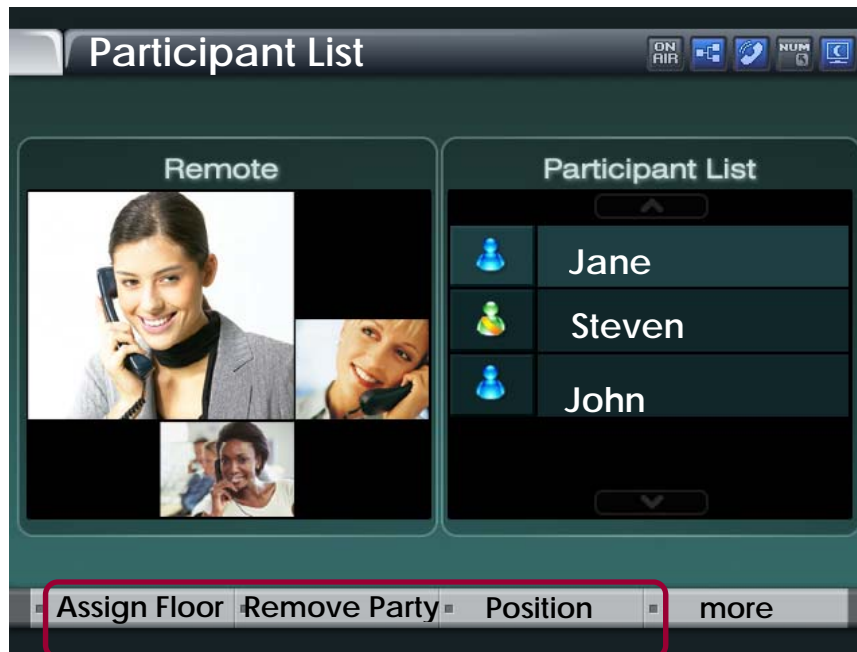 Participant List
ON AIR
NUM
Remote
Participant List
Jane
Steven
John
Assign Floor Remove Party Position more